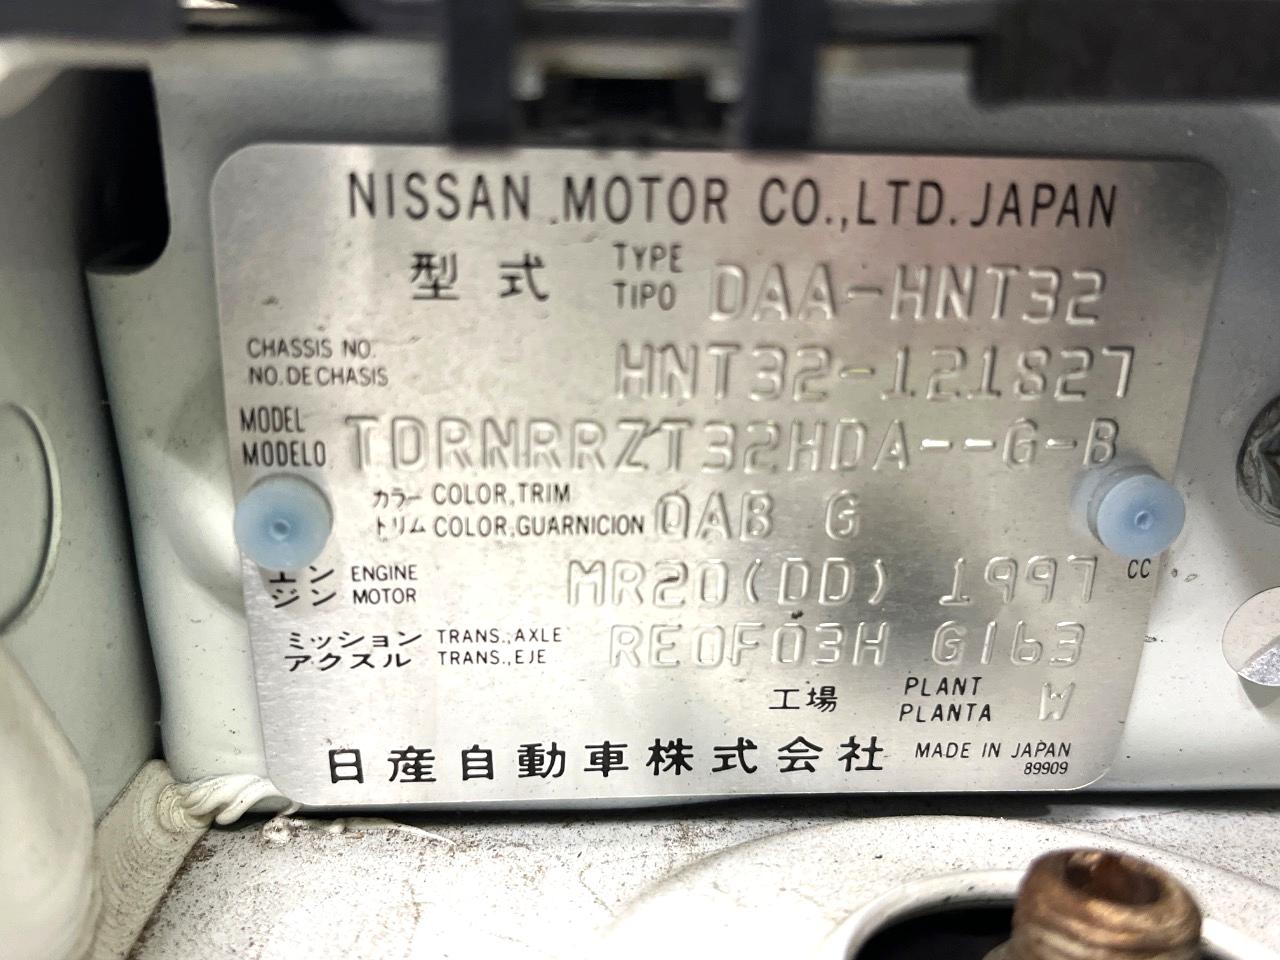 NISSAN MOTOR CO.,LTD. JAPAN
型式 TYPE TIPO DAA-HNT32
CHASSIS NO. NO. DE CHASIS HNT32-121827
MODEL MODELO TDRNRRZT32HDA--G-B
カラー COLOR,TRIM
トリム COLOR,GUARNICION QAB G
エンジン ENGINE MOTOR MR20(DD) 1997 CC
ミッション TRANS.,AXLE
アクスル TRANS.,EJE RE0F03H G163
工場 PLANT PLANTA W
日産自動車株式会社 MADE IN JAPAN
89909